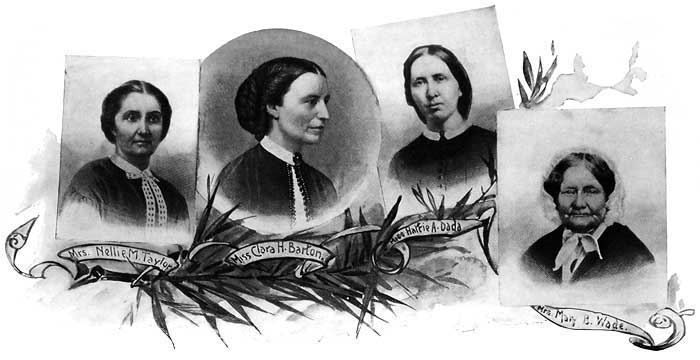 Mrs. Nellie M. Taylor
Miss Clara H. Barton.
Miss Hattie A. Dada
Mrs. Mary B. Wade.